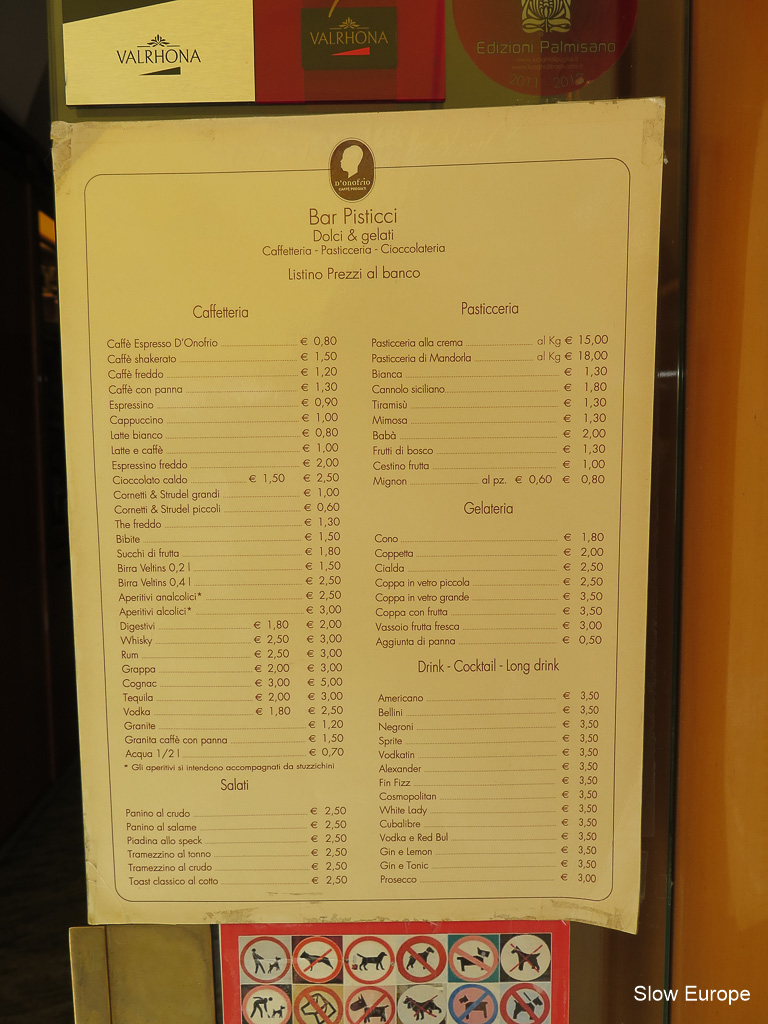 VALRHONA
VALRHONA
Edizioni Palmisano
D'onofrio
Bar Pisticci
Dolci & gelati
Caffetteria - Pasticceria - Cioccolateria
Listino Prezzi al banco
Caffetteria
Caffè Espresso D'Onofrio € 0,80
Caffè shakerato € 1,50
Caffè freddo € 1,20
Caffè con panna € 1,30
Espressino € 0,90
Cappuccino € 1,00
Latte bianco € 0,80
Latte e caffè € 1,00
Espressino freddo € 2,00
Cioccolato caldo € 1,50 € 2,50
Cornetti & Strudel grandi € 1,00
Cornetti & Strudel piccoli € 0,60
The freddo € 1,30
Bibite € 1,50
Succhi di frutta € 1,80
Birra Veltins 0,2 l € 1,50
Birra Veltins 0,4 l € 2,50
Aperitivi analcolici* € 2,50
Aperitivi alcolici* € 3,00
Digestivi € 1,80 € 2,00
Whisky € 2,50 € 3,00
Rum € 2,50 € 3,00
Grappa € 2,00 € 3,00
Cognac € 3,00 € 5,00
Tequila € 2,00 € 3,00
Vodka € 1,80 € 2,50
Granite € 1,20
Granita caffè con panna € 1,50
Acqua 1/2 l € 0,70
* Gli aperitivi si intendono accompagnati da stuzzichini
Salati
Panino al crudo € 2,50
Panino al salame € 2,50
Piadina allo speck € 2,50
Tramezzino al tonno € 2,50
Tramezzino al crudo € 2,50
Toast classico al cotto € 2,50
Pasticceria
Pasticceria alla crema al Kg € 15,00
Pasticceria di Mandorla al Kg € 18,00
Bianca € 1,30
Cannolo siciliano € 1,80
Tiramisù € 1,30
Mimosa € 1,30
Babà € 2,00
Frutti di bosco € 1,30
Cestino frutta € 1,00
Mignon al pz. € 0,60 € 0,80
Gelateria
Cono € 1,80
Coppetta € 2,00
Cialda € 2,50
Coppa in vetro piccola € 2,50
Coppa in vetro grande € 3,50
Coppa con frutta € 3,50
Vassoio frutta fresca € 3,00
Aggiunta di panna € 0,50
Drink - Cocktail - Long drink
Americano € 3,50
Bellini € 3,50
Negroni € 3,50
Sprite € 3,50
Vodkatin € 3,50
Alexander € 3,50
Fin Fizz € 3,50
Cosmopolitan € 3,50
White Lady € 3,50
Cubalibre € 3,50
Vodka e Red Bul € 3,50
Gin e Lemon € 3,50
Gin e Tonic € 3,50
Prosecco € 3,00
Slow Europe